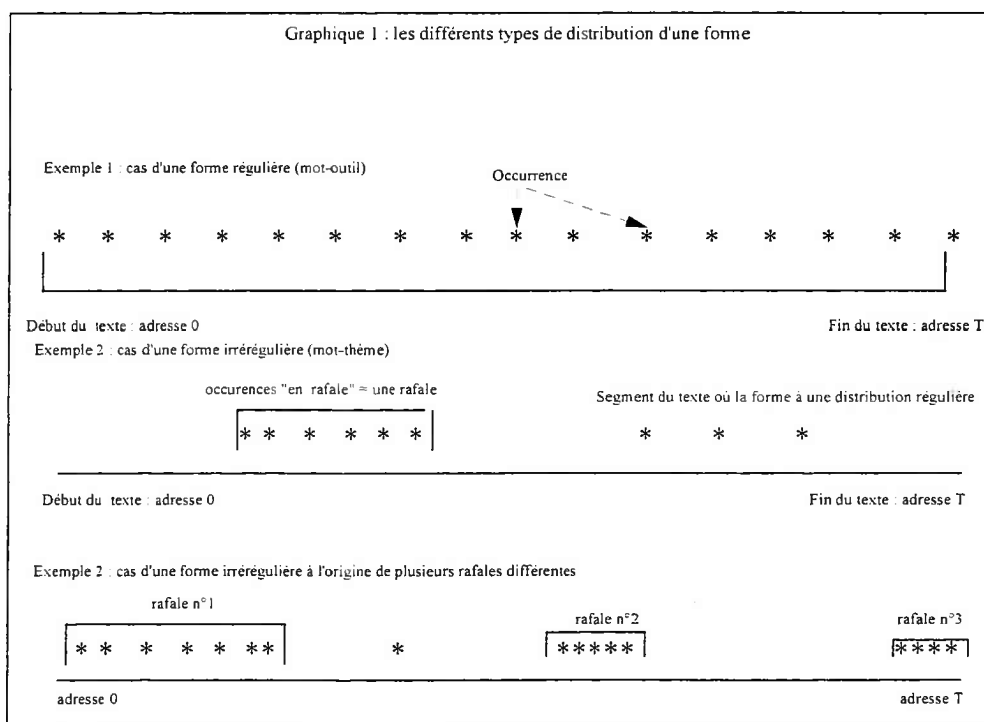 Graphique 1 : les différents types de distribution d'une forme
Exemple 1 : cas d'une forme régulière (mot-outil)
Occurrence
* * * * * * * * * * * * * * * *
Début du texte : adresse 0 Fin du texte : adresse T
Exemple 2 : cas d'une forme irrérégulière (mot-thème)
occurences "en rafale" = une rafale
Segment du texte où la forme à une distribution régulière
* * * * * * * * *
Début du texte : adresse 0 Fin du texte : adresse T
Exemple 2 : cas d'une forme irrérégulière à l'origine de plusieurs rafales différentes
rafale n°1 rafale n°2 rafale n°3
* * * * * ** * ***** ****
adresse 0 adresse T